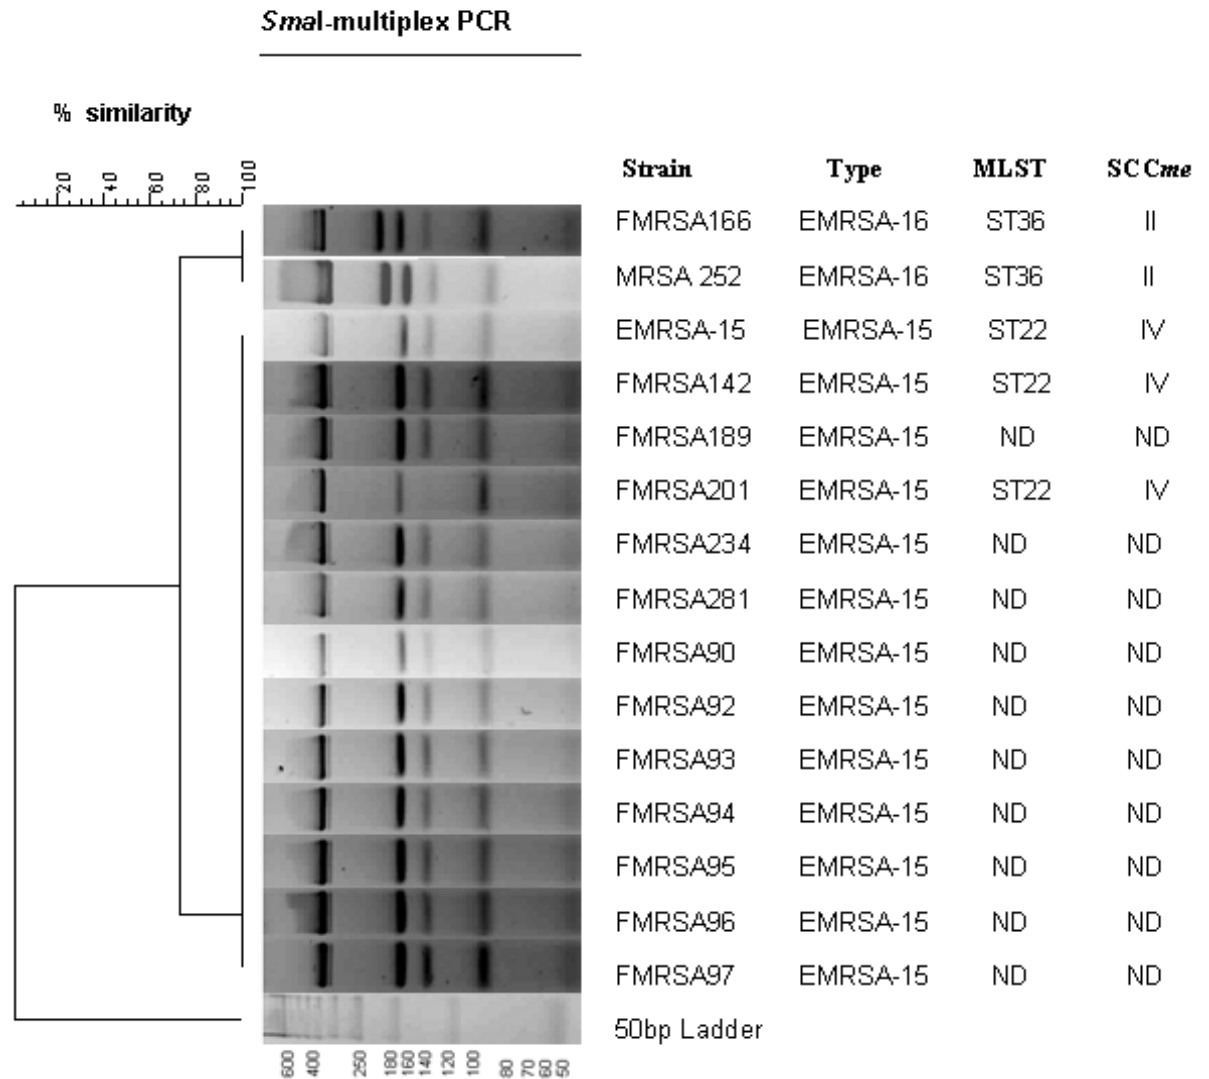 SmaI-multiplex PCR
% similarity
20 40 60 80 100
Strain Type MLST SCCme
FMRSA166 EMRSA-16 ST36 II
MRSA 252 EMRSA-16 ST36 II
EMRSA-15 EMRSA-15 ST22 IV
FMRSA142 EMRSA-15 ST22 IV
FMRSA189 EMRSA-15 ND ND
FMRSA201 EMRSA-15 ST22 IV
FMRSA234 EMRSA-15 ND ND
FMRSA281 EMRSA-15 ND ND
FMRSA90 EMRSA-15 ND ND
FMRSA92 EMRSA-15 ND ND
FMRSA93 EMRSA-15 ND ND
FMRSA94 EMRSA-15 ND ND
FMRSA95 EMRSA-15 ND ND
FMRSA96 EMRSA-15 ND ND
FMRSA97 EMRSA-15 ND ND
50bp Ladder
600 400 250 180 160 140 120 100 80 70 60 50